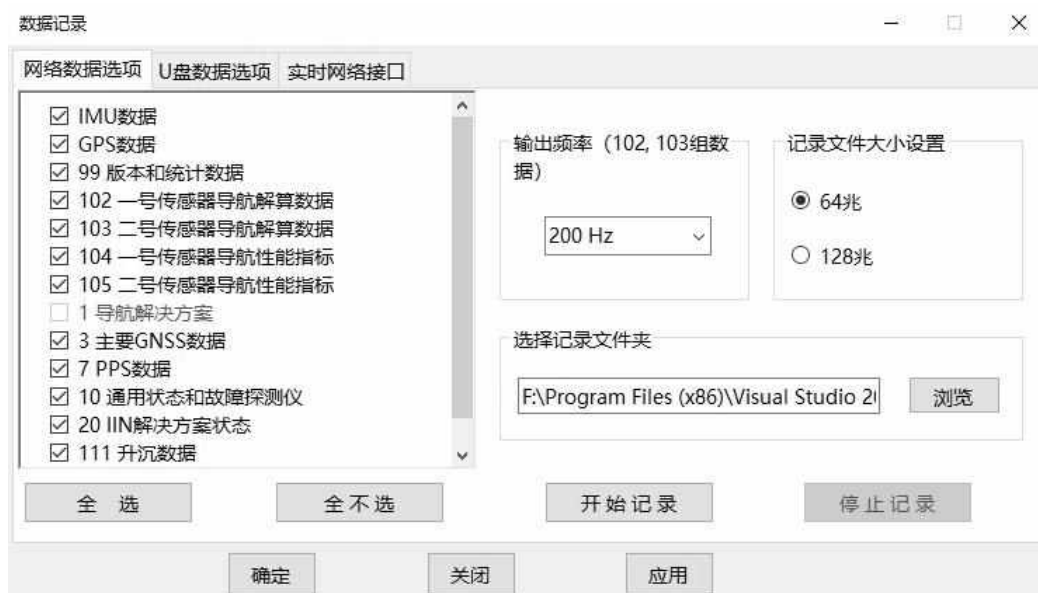 数据记录
网络数据选项 U盘数据选项 实时网络接口
IMU数据
GPS数据
99 版本和统计数据
102 一号传感器导航解算数据
103 二号传感器导航解算数据
104 一号传感器导航性能指标
105 二号传感器导航性能指标
1 导航解决方案
3 主要GNSS数据
7 PPS数据
10 通用状态和故障探测仪
20 IIN解决方案状态
111 升沉数据
全 选
全不选
输出频率（102, 103组数
据）
200 Hz
记录文件大小设置
64兆
128兆
选择记录文件夹
F:\Program Files (x86)\Visual Studio 2
浏览
开始记录
停止记录
确定
关闭
应用